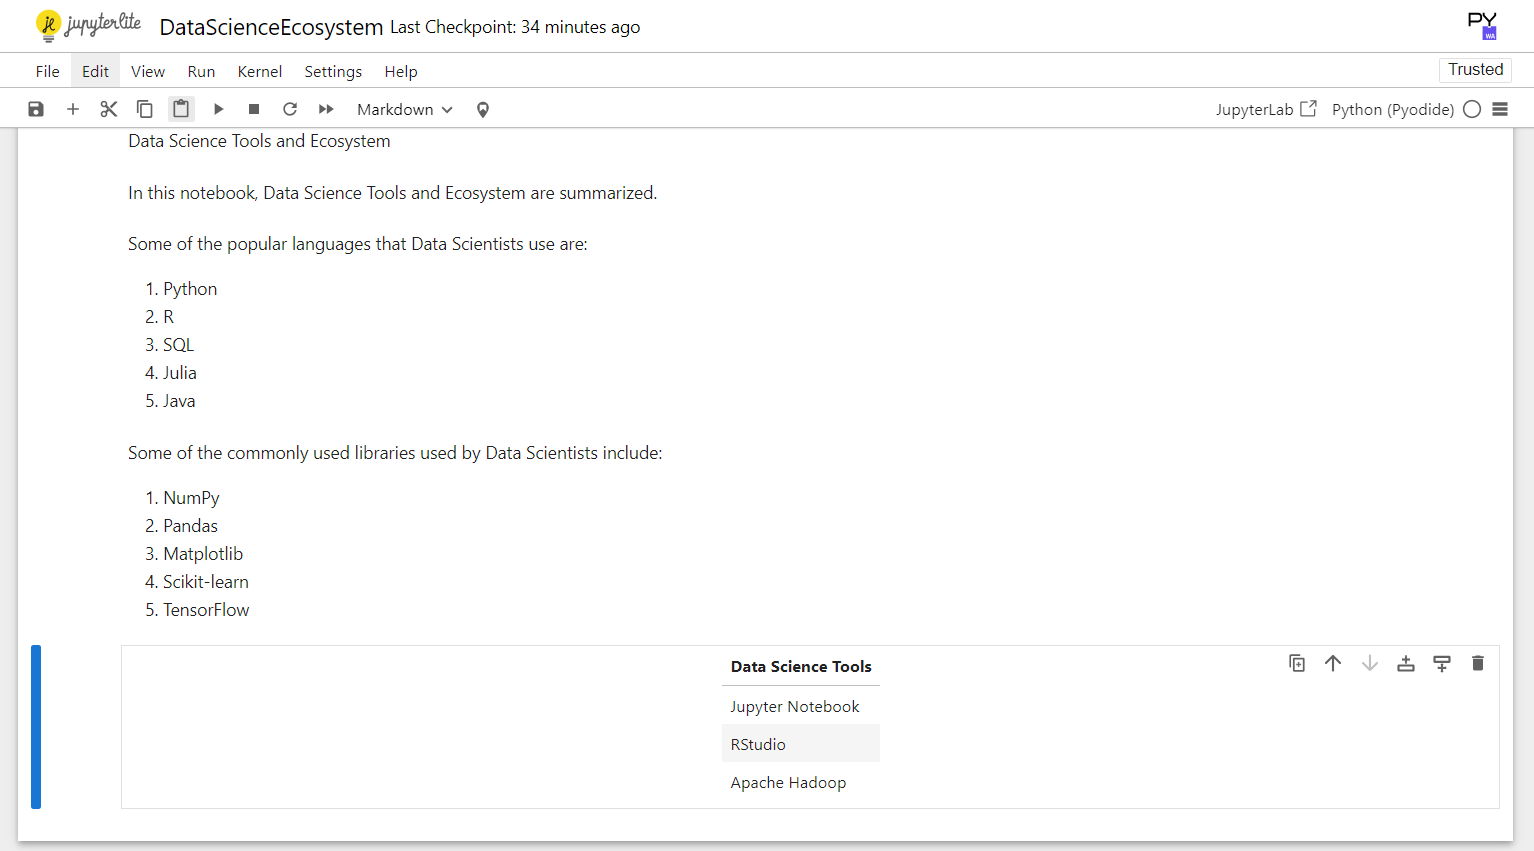 jupyterlite DataScienceEcosystem Last Checkpoint: 34 minutes ago PY WA
File Edit View Run Kernel Settings Help Trusted
Markdown JupyterLab Python (Pyodide)
Data Science Tools and Ecosystem
In this notebook, Data Science Tools and Ecosystem are summarized.
Some of the popular languages that Data Scientists use are:
1. Python
2. R
3. SQL
4. Julia
5. Java
Some of the commonly used libraries used by Data Scientists include:
1. NumPy
2. Pandas
3. Matplotlib
4. Scikit-learn
5. TensorFlow
Data Science Tools
Jupyter Notebook
RStudio
Apache Hadoop